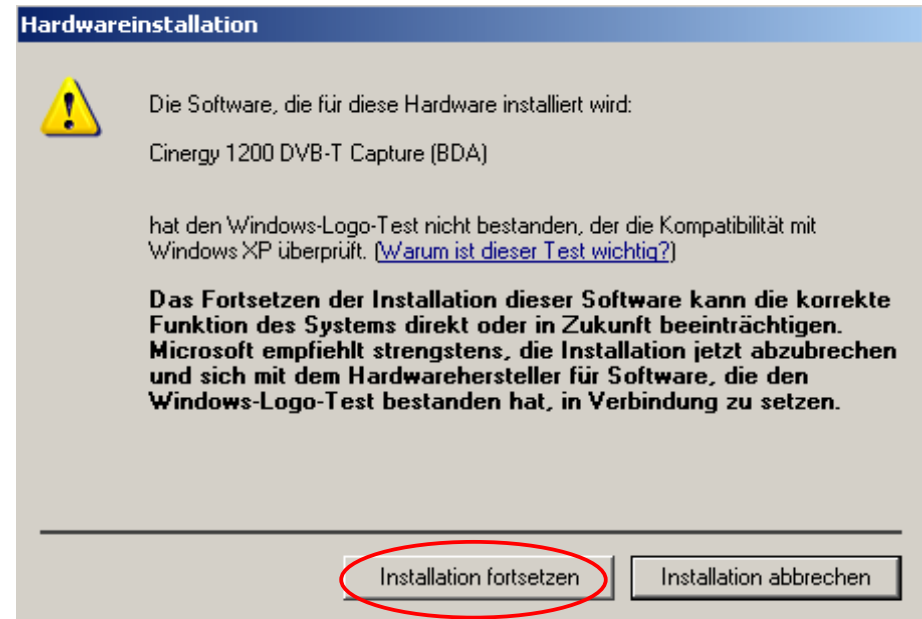 Hardwareinstallation
Die Software, die für diese Hardware installiert wird:
Cinergy 1200 DVB-T Capture (BDA)
hat den Windows-Logo-Test nicht bestanden, der die Kompatibilität mit
Windows XP überprüft. (Warum ist dieser Test wichtig?)
Das Fortsetzen der Installation dieser Software kann die korrekte
Funktion des Systems direkt oder in Zukunft beeinträchtigen.
Microsoft empfiehlt strengstens, die Installation jetzt abzubrechen
und sich mit dem Hardwarehersteller für Software, die den
Windows-Logo-Test bestanden hat, in Verbindung zu setzen.
Installation fortsetzen Installation abbrechen